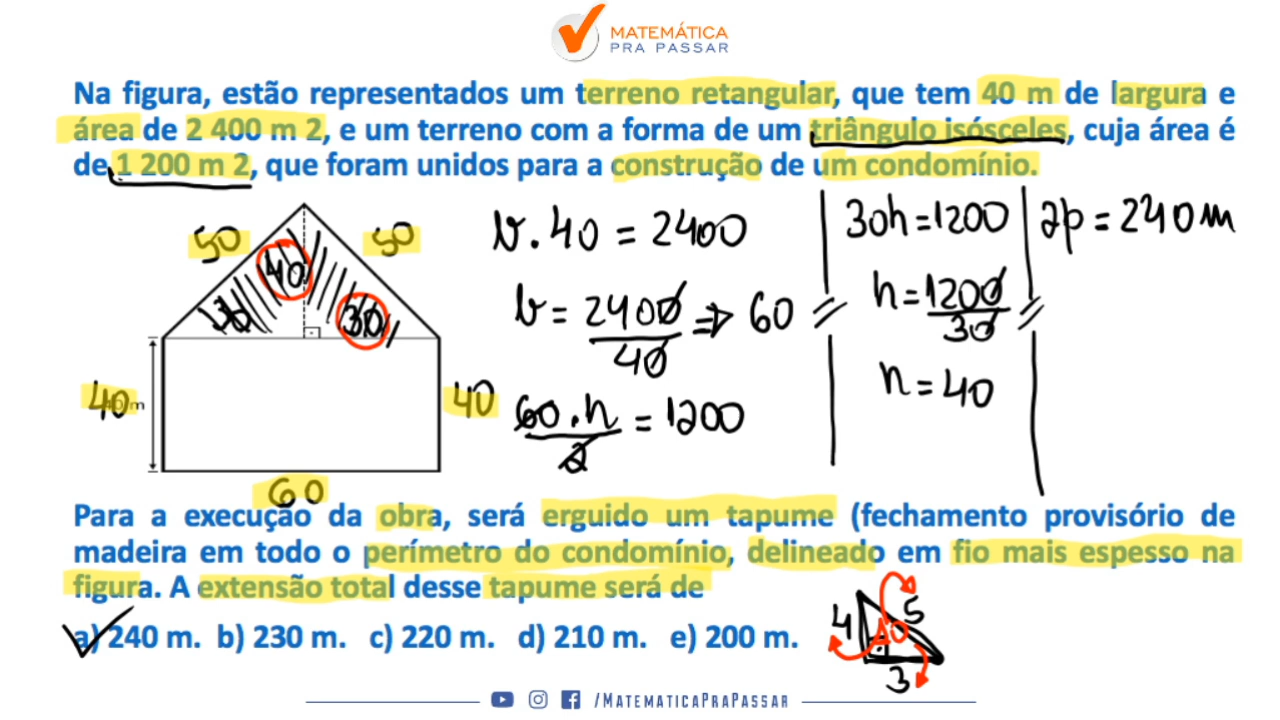 MATEMÁTICA
PRA PASSAR
Na figura, estão representados um terreno retangular, que tem 40 m de largura e
área de 2 400 m 2, e um terreno com a forma de um triângulo isósceles, cuja área é
de 1 200 m 2, que foram unidos para a construção de um condomínio.
50
50
40
30
30
40 m
40
60
b . 40 = 2400
b = 2400/40 => 60
60 . h/2 = 1200
30h = 1200
h = 1200/30
h = 40
2p = 240m
Para a execução da obra, será erguido um tapume (fechamento provisório de
madeira em todo o perímetro do condomínio, delineado em fio mais espesso na
figura. A extensão total desse tapume será de
a) 240 m. b) 230 m. c) 220 m. d) 210 m. e) 200 m.
4
5
10
3
/MATEMATICAPRAPASSAR